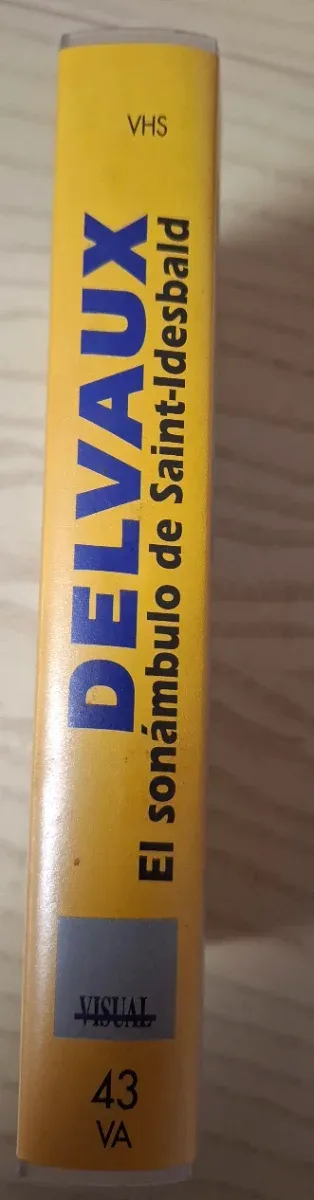 VHS
DELVAUX
El sonámbulo de Saint-Idesbald
VISUAL
43
VA